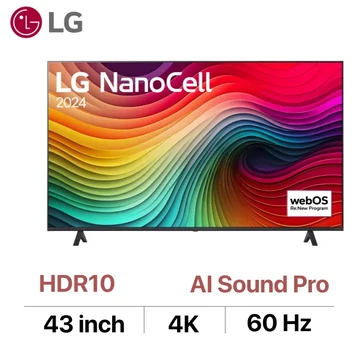 LG
LG NanoCell
2024
webOS
Re:New Program
HDR10
AI Sound Pro
43 inch
4K
60 Hz